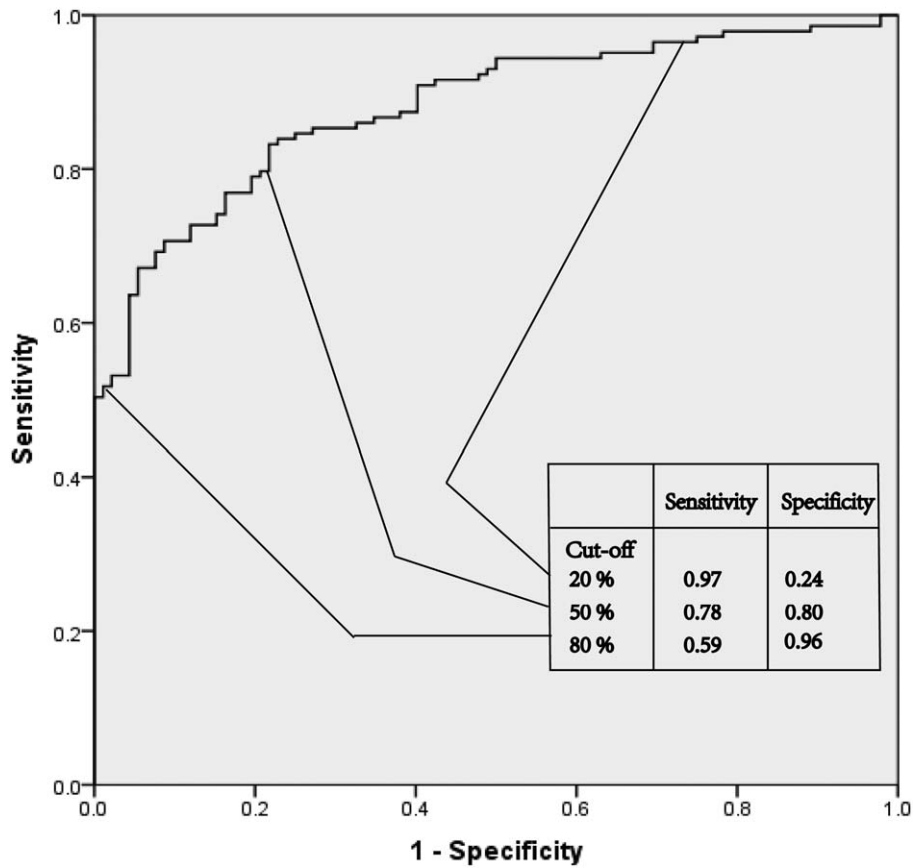 1.0
0.8
0.6
0.4
0.2
0.0
Sensitivity
Sensitivity Specificity
Cut-off
20 % 0.97 0.24
50 % 0.78 0.80
80 % 0.59 0.96
0.0 0.2 0.4 0.6 0.8 1.0
1 - Specificity